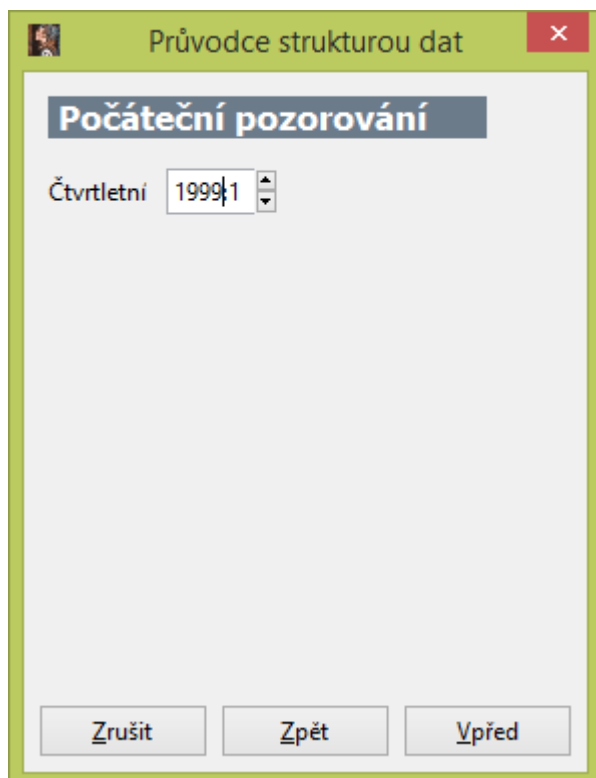 Průvodce strukturou dat
Počáteční pozorování
Čtvrtletní 1999:1
Zrušit Zpět Vpřed